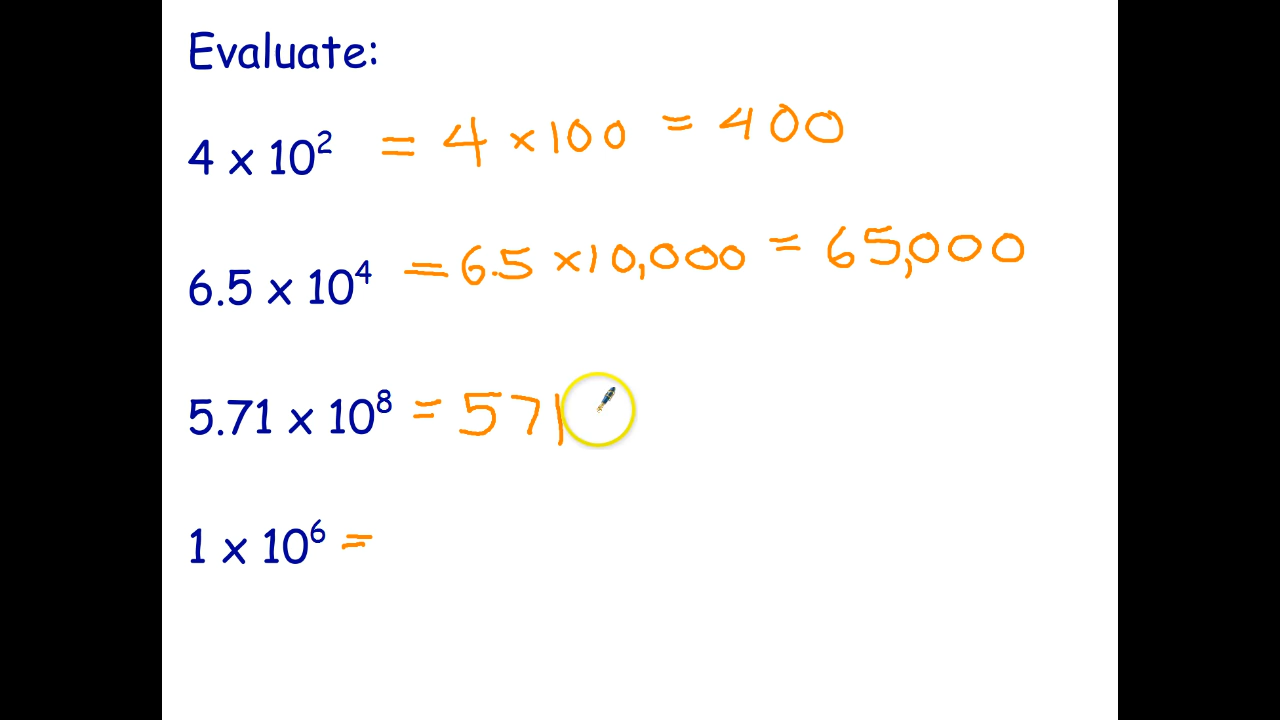 Evaluate:
4 x 10² = 4 x 100 = 400
6.5 x 10⁴ = 6.5 x 10,000 = 65,000
5.71 x 10⁸ = 571
1 x 10⁶ =